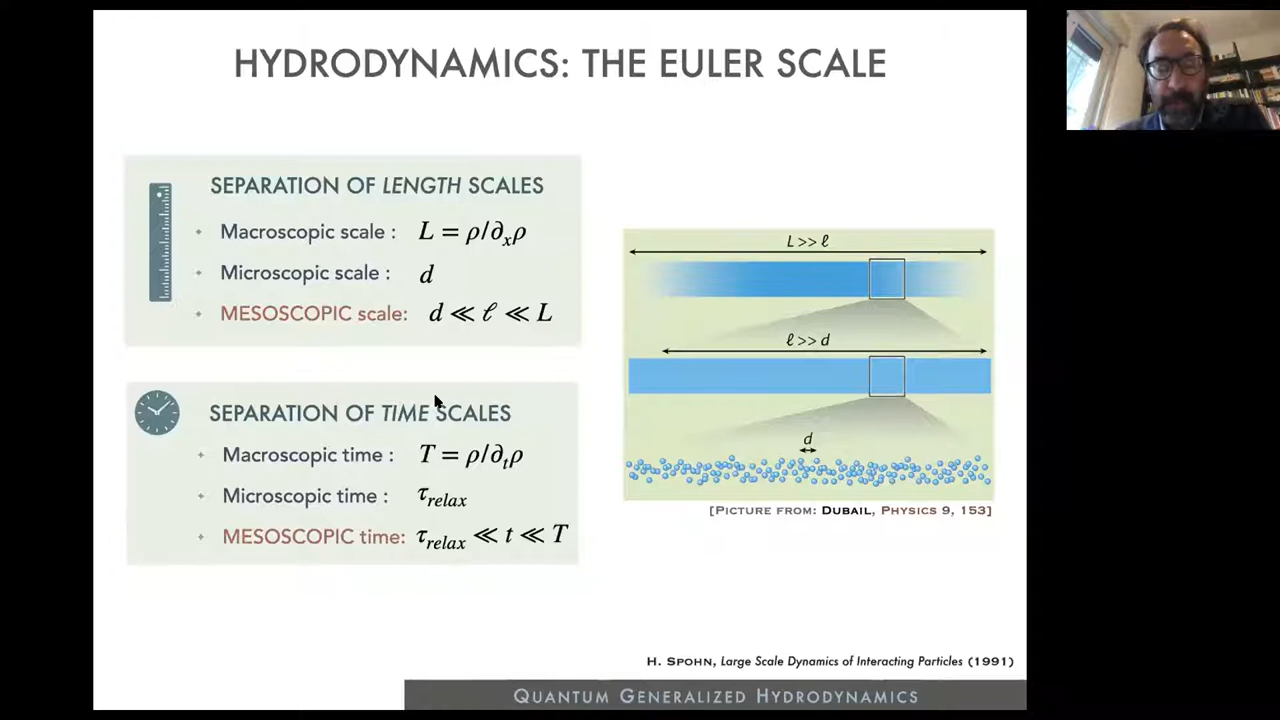 HYDRODYNAMICS: THE EULER SCALE
SEPARATION OF LENGTH SCALES
• Macroscopic scale : L = ρ/∂ₓρ
• Microscopic scale : d
• MESOSCOPIC scale: d ≪ ℓ ≪ L
SEPARATION OF TIME SCALES
• Macroscopic time : T = ρ/∂ₜρ
• Microscopic time : τ_relax
• MESOSCOPIC time: τ_relax ≪ t ≪ T
L >> ℓ
ℓ >> d
d
[PICTURE FROM: DUBAIL, PHYSICS 9, 153]
H. SPOHN, Large Scale Dynamics of Interacting Particles (1991)
QUANTUM GENERALIZED HYDRODYNAMICS